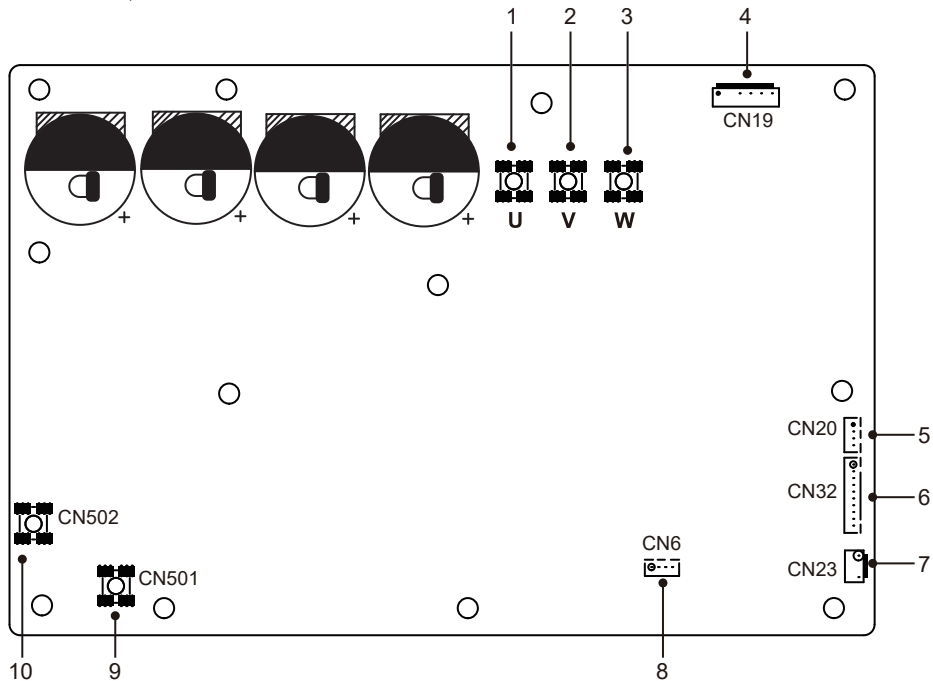 1 2 3 4
CN19
+ + + +
U V W
CN20 5
CN32 6
CN502
CN6
CN501
CN23 7
10 9 8